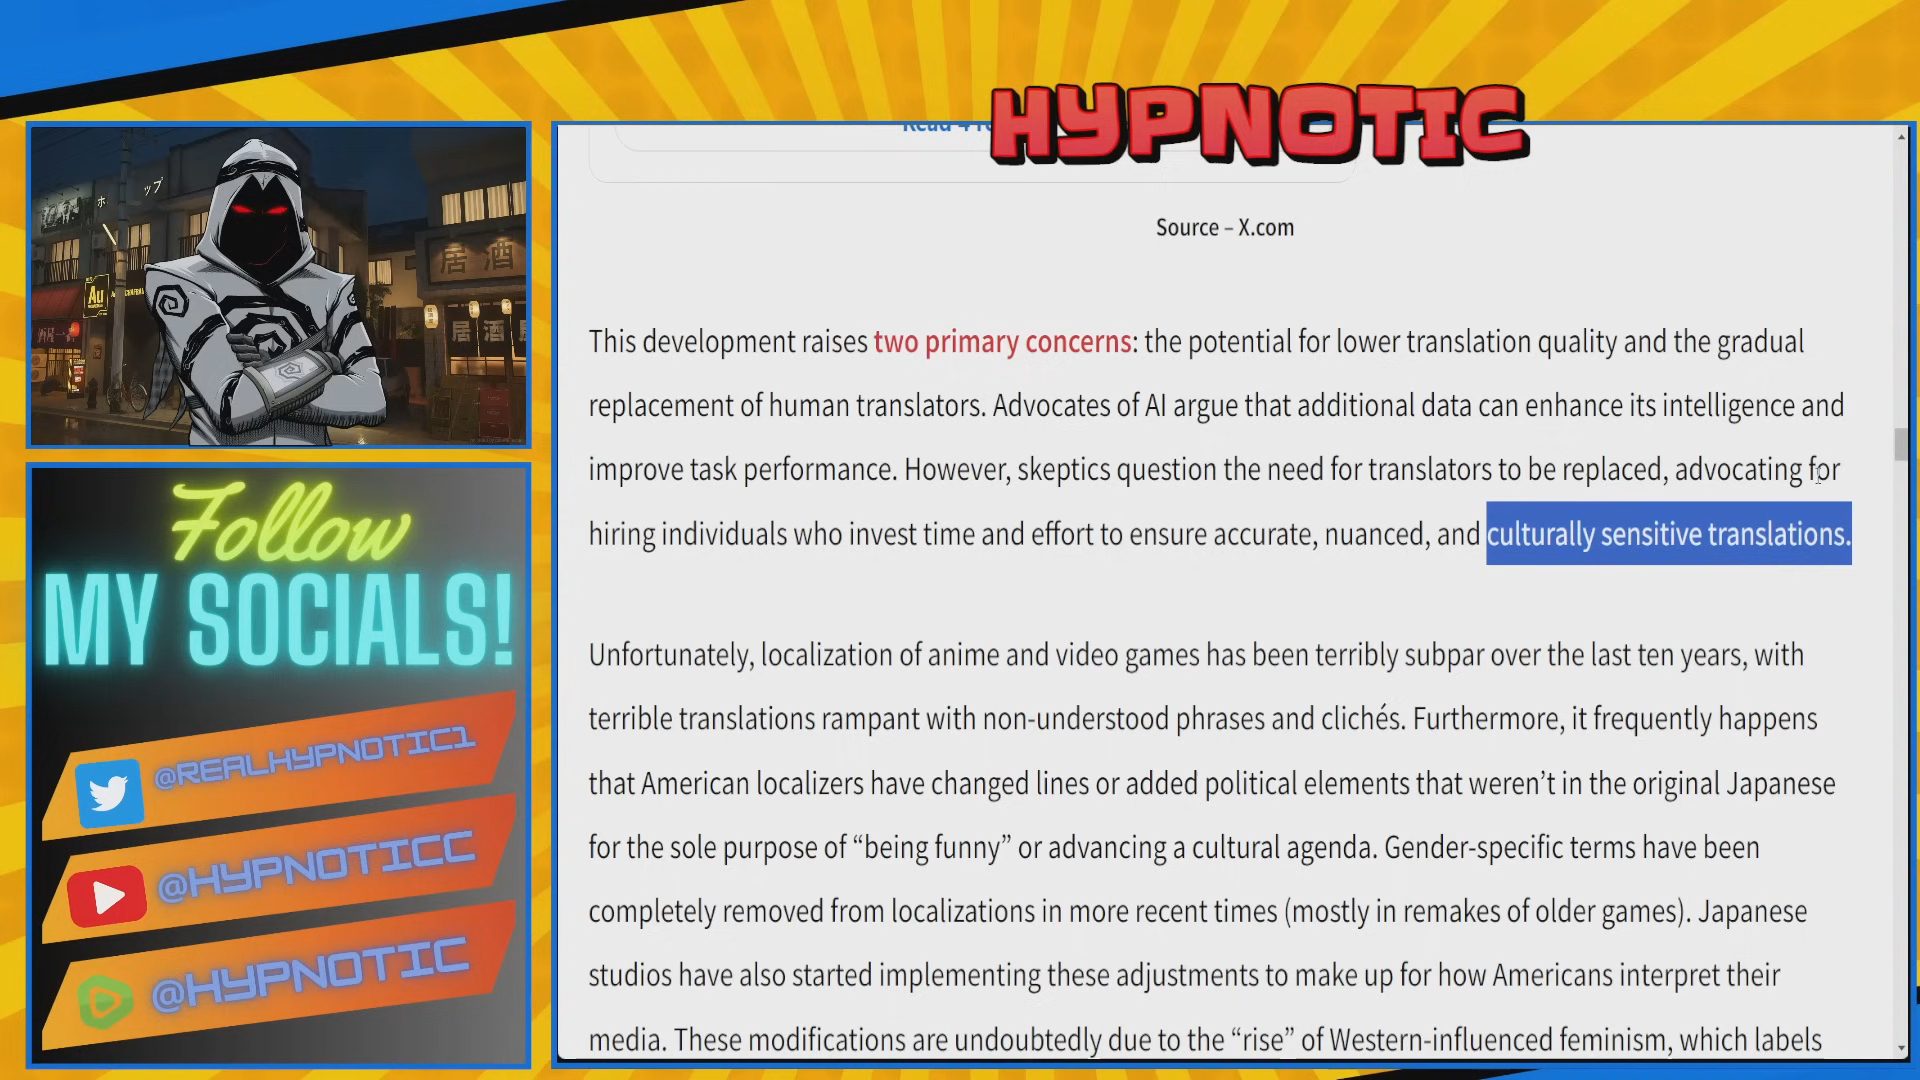 HYPNOTIC
Source – X.com
This development raises two primary concerns: the potential for lower translation quality and the gradual
replacement of human translators. Advocates of AI argue that additional data can enhance its intelligence and
improve task performance. However, skeptics question the need for translators to be replaced, advocating for
hiring individuals who invest time and effort to ensure accurate, nuanced, and culturally sensitive translations.
Unfortunately, localization of anime and video games has been terribly subpar over the last ten years, with
terrible translations rampant with non-understood phrases and clichés. Furthermore, it frequently happens
that American localizers have changed lines or added political elements that weren’t in the original Japanese
for the sole purpose of “being funny” or advancing a cultural agenda. Gender-specific terms have been
completely removed from localizations in more recent times (mostly in remakes of older games). Japanese
studios have also started implementing these adjustments to make up for how Americans interpret their
media. These modifications are undoubtedly due to the “rise” of Western-influenced feminism, which labels
ホ ップ
Au
居酒
居酒屋
Follow
MY SOCIALS!
@REALHYPNOTIC1
@HYPNOTICC
@HYPNOTIC